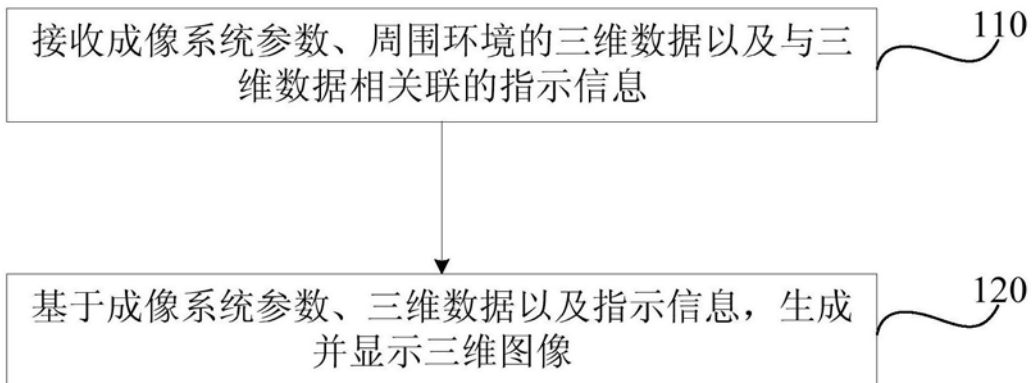 接收成像系统参数、周围环境的三维数据以及与三
维数据相关联的指示信息
110
基于成像系统参数、三维数据以及指示信息，生成
并显示三维图像
120